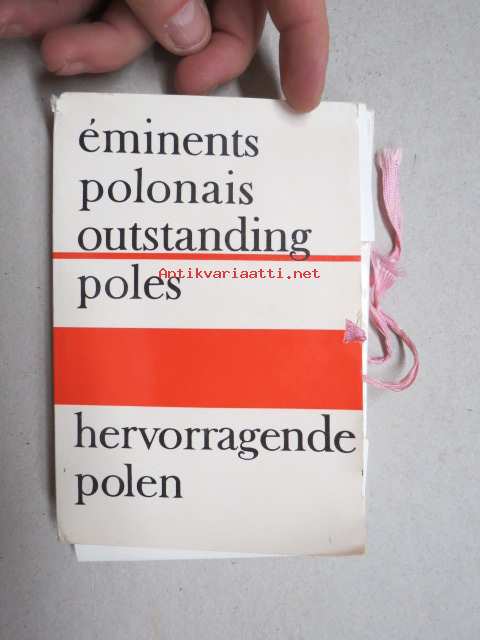 éminents
polonais
outstanding
Antikvariaatti.net
poles
hervorragende
polen